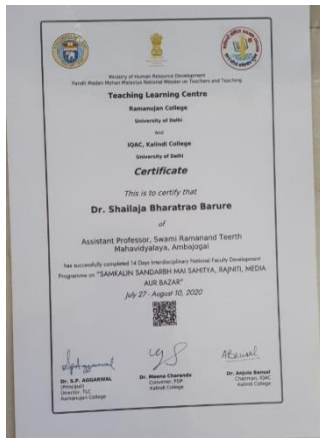 Ministry of Human Resource Development
Pandit Madan Mohan Malaviya National Mission on Teachers and Teaching
Teaching Learning Centre
Ramanujan College
University of Delhi
And
IQAC, Kalindi College
University of Delhi
Certificate
This is to certify that
Dr. Shailaja Bharatrao Barure
of
Assistant Professor, Swami Ramanand Teerth
Mahavidyalaya, Ambajogai
has successfully completed 14 Days Interdisciplinary National Faculty Development
Programme on "SAMKALIN SANDARBH MAI SAHITYA, RAJNITI, MEDIA
AUR BAZAR"
July 27 - August 10, 2020
Dr. S.P. AGGARWAL
(Principal)
Director, TLC
Ramanujan College
Dr. Meena Charanda
Convener, FDP
Kalindi College
Dr. Anjula Bansal
Chairman, IQAC
Kalindi College